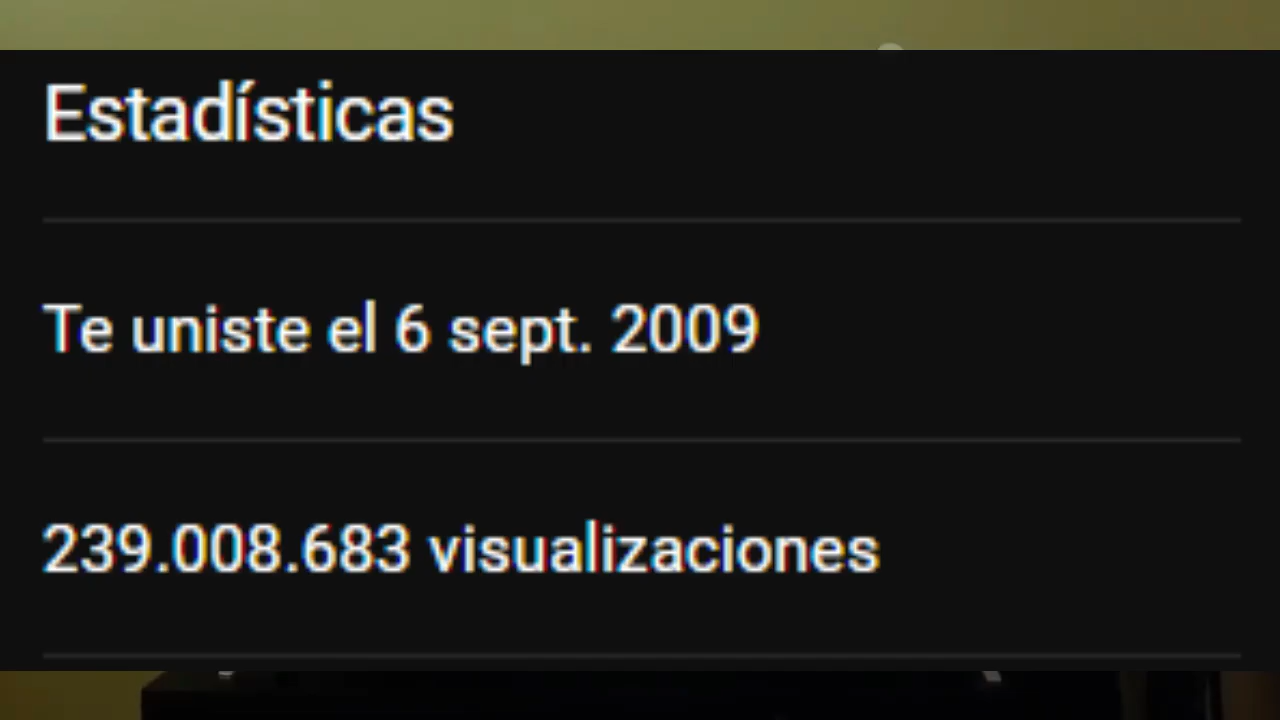 Estadísticas
Te uniste el 6 sept. 2009
239.008.683 visualizaciones